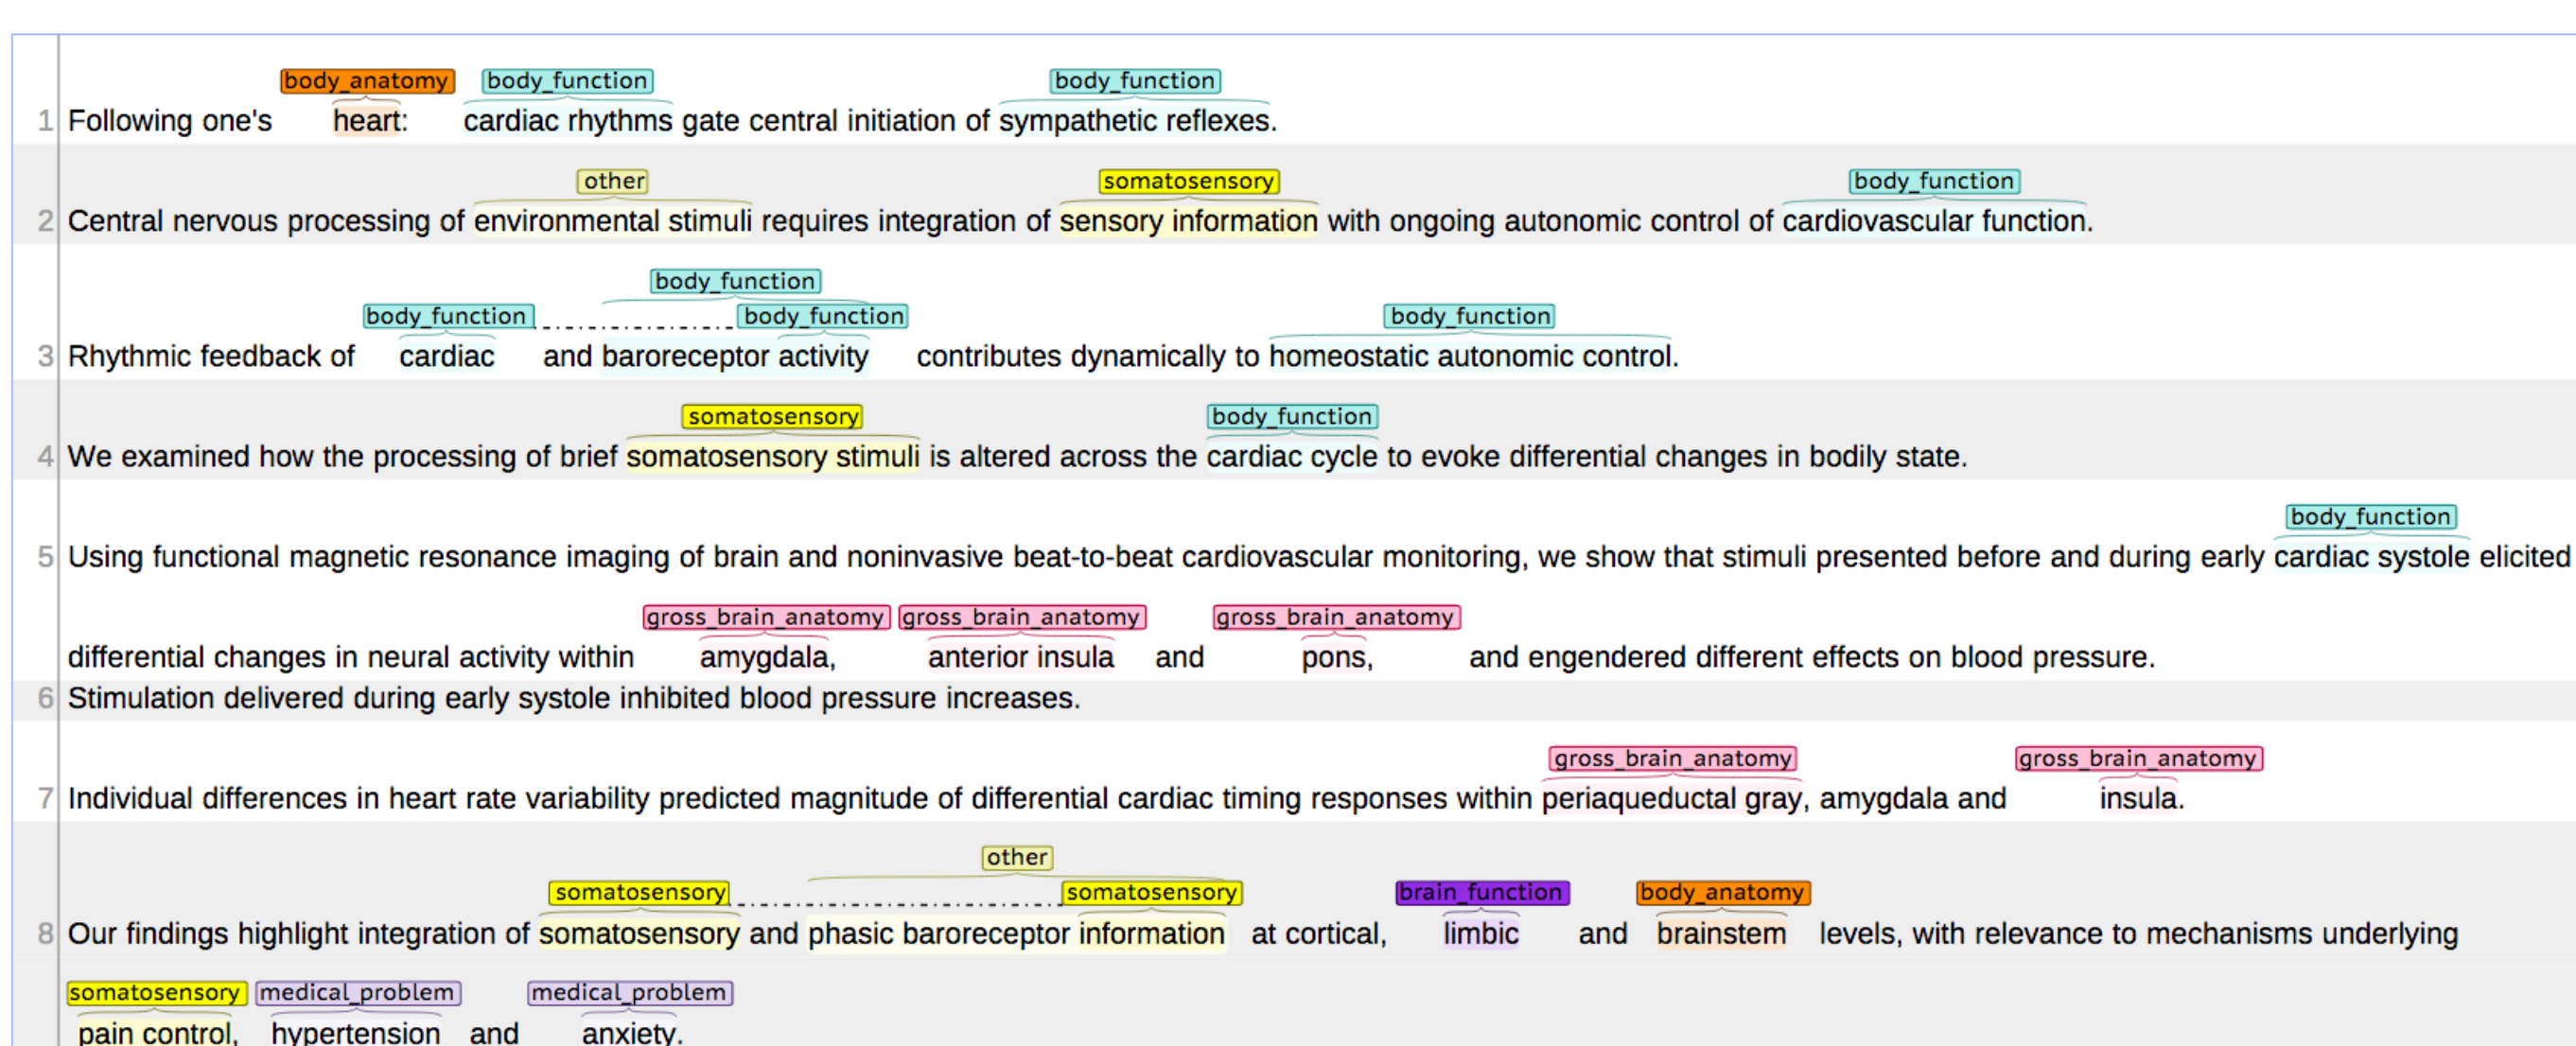 body_anatomy body_function body_function
1 Following one's heart: cardiac rhythms gate central initiation of sympathetic reflexes.
other somatosensory body_function
2 Central nervous processing of environmental stimuli requires integration of sensory information with ongoing autonomic control of cardiovascular function.
body_function
body_function body_function body_function
3 Rhythmic feedback of cardiac and baroreceptor activity contributes dynamically to homeostatic autonomic control.
somatosensory body_function
4 We examined how the processing of brief somatosensory stimuli is altered across the cardiac cycle to evoke differential changes in bodily state.
body_function
5 Using functional magnetic resonance imaging of brain and noninvasive beat-to-beat cardiovascular monitoring, we show that stimuli presented before and during early cardiac systole elicited
gross_brain_anatomy gross_brain_anatomy gross_brain_anatomy
differential changes in neural activity within amygdala, anterior insula and pons, and engendered different effects on blood pressure.
6 Stimulation delivered during early systole inhibited blood pressure increases.
gross_brain_anatomy gross_brain_anatomy
7 Individual differences in heart rate variability predicted magnitude of differential cardiac timing responses within periaqueductal gray, amygdala and insula.
other
somatosensory somatosensory brain_function body_anatomy
8 Our findings highlight integration of somatosensory and phasic baroreceptor information at cortical, limbic and brainstem levels, with relevance to mechanisms underlying
somatosensory medical_problem medical_problem
pain control, hypertension and anxiety.